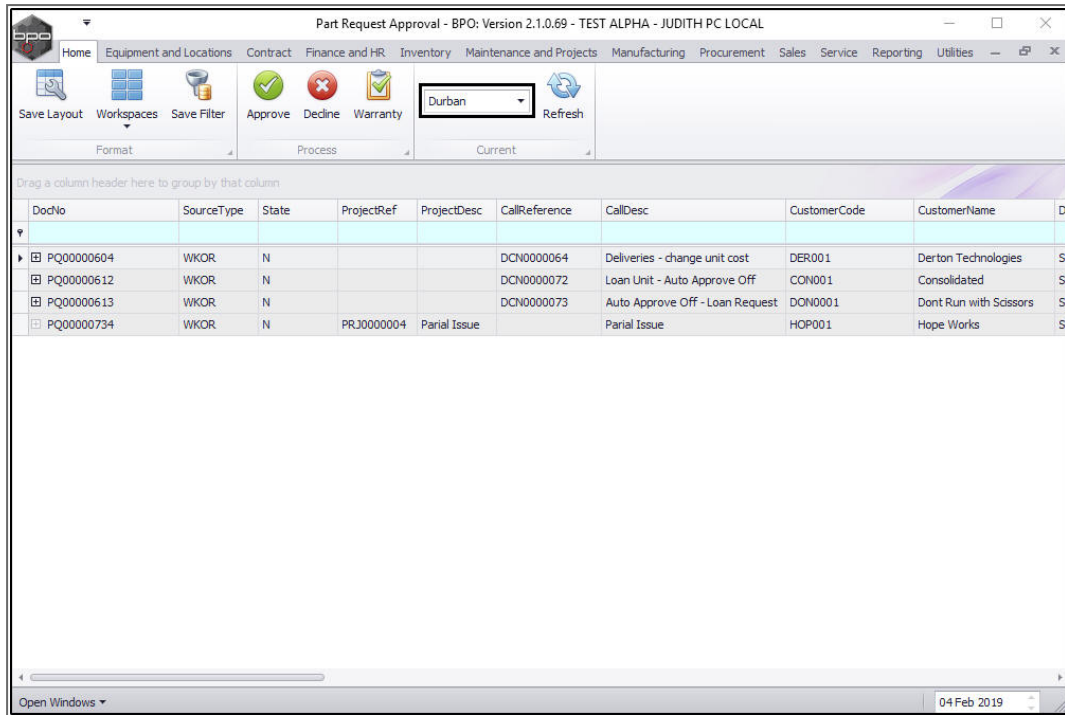 Part Request Approval - BPO: Version 2.1.0.69 - TEST ALPHA - JUDITH PC LOCAL
bpo
Home Equipment and Locations Contract Finance and HR Inventory Maintenance and Projects Manufacturing Procurement Sales Service Reporting Utilities
Save Layout Workspaces Save Filter Approve Decline Warranty Durban Refresh
Format Process Current
Drag a column header here to group by that column
DocNo SourceType State ProjectRef ProjectDesc CallReference CallDesc CustomerCode CustomerName D
PQ00000604 WKOR N DCN0000064 Deliveries - change unit cost DER001 Derton Technologies S
PQ00000612 WKOR N DCN0000072 Loan Unit - Auto Approve Off CON001 Consolidated S
PQ00000613 WKOR N DCN0000073 Auto Approve Off - Loan Request DON0001 Dont Run with Scissors S
PQ00000734 WKOR N PRJ0000004 Parial Issue Parial Issue HOP001 Hope Works S
Open Windows 04 Feb 2019